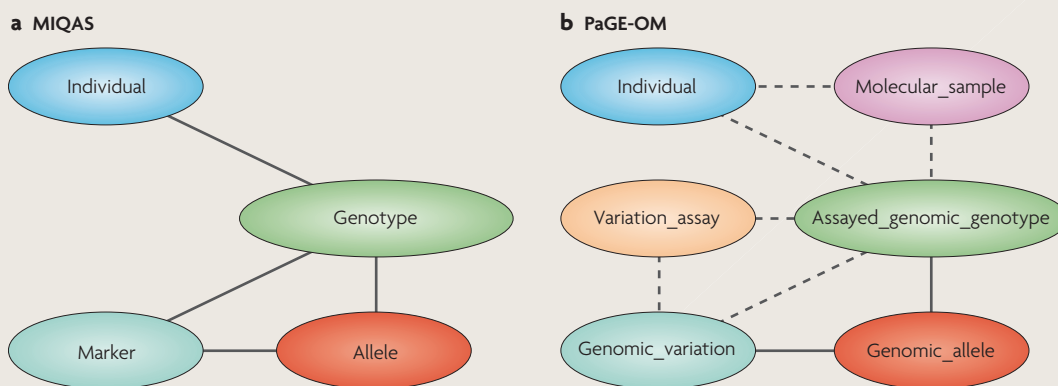 a MIQAS
Individual
Genotype
Marker
Allele
b PaGE-OM
Individual
Molecular_sample
Variation_assay
Assayed_genomic_genotype
Genomic_variation
Genomic_allele